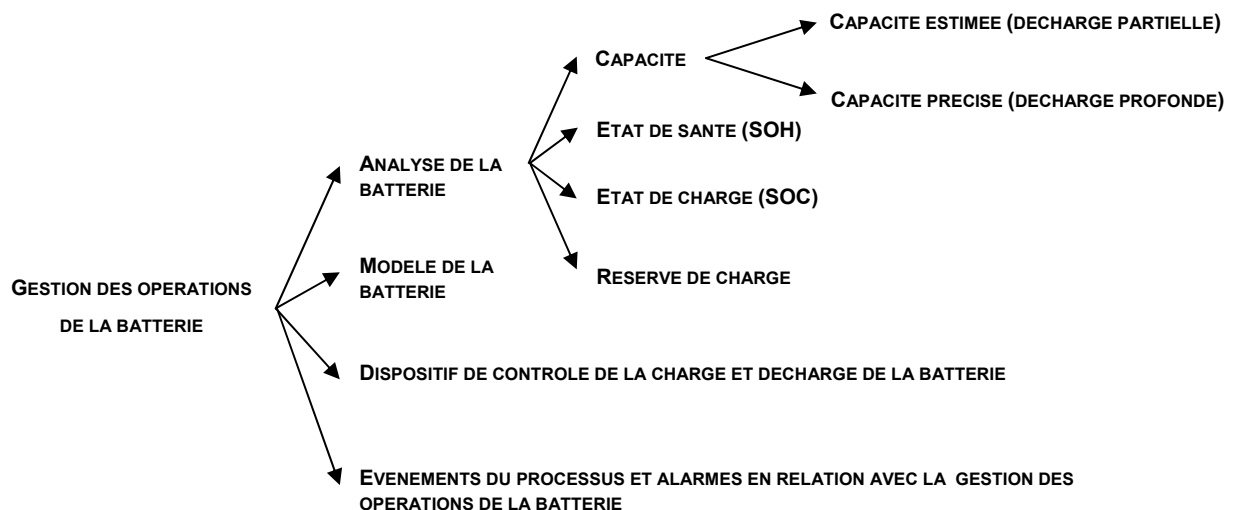 CAPACITE ESTIMEE (DECHARGE PARTIELLE)
CAPACITE
CAPACITE PRECISE (DECHARGE PROFONDE)
ETAT DE SANTE (SOH)
ANALYSE DE LA
BATTERIE
ETAT DE CHARGE (SOC)
MODELE DE LA
BATTERIE
RESERVE DE CHARGE
GESTION DES OPERATIONS
DE LA BATTERIE
DISPOSITIF DE CONTROLE DE LA CHARGE ET DECHARGE DE LA BATTERIE
EVENEMENTS DU PROCESSUS ET ALARMES EN RELATION AVEC LA GESTION DES
OPERATIONS DE LA BATTERIE